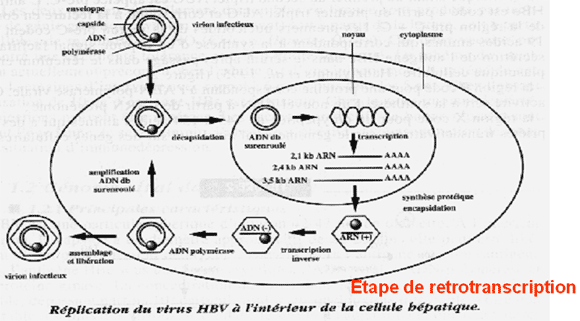 enveloppe
capside
ADN
polymérase
virion infectieux
noyau
cytoplasme
décapsidation
ADN db
surenroulé
transcription
2,1 kb ARN AAAA
2,4 kb ARN AAAA
3,5 kb ARN AAAA
amplification
ADN db
surenroulé
synthèse protéique
encapsidation
ARN (+)
transcription
inverse
ADN (-)
ADN polymérase
assemblage
et libération
virion infectieux
Etape de retrotranscription
Réplication du virus HBV à l'intérieur de la cellule hépatique.